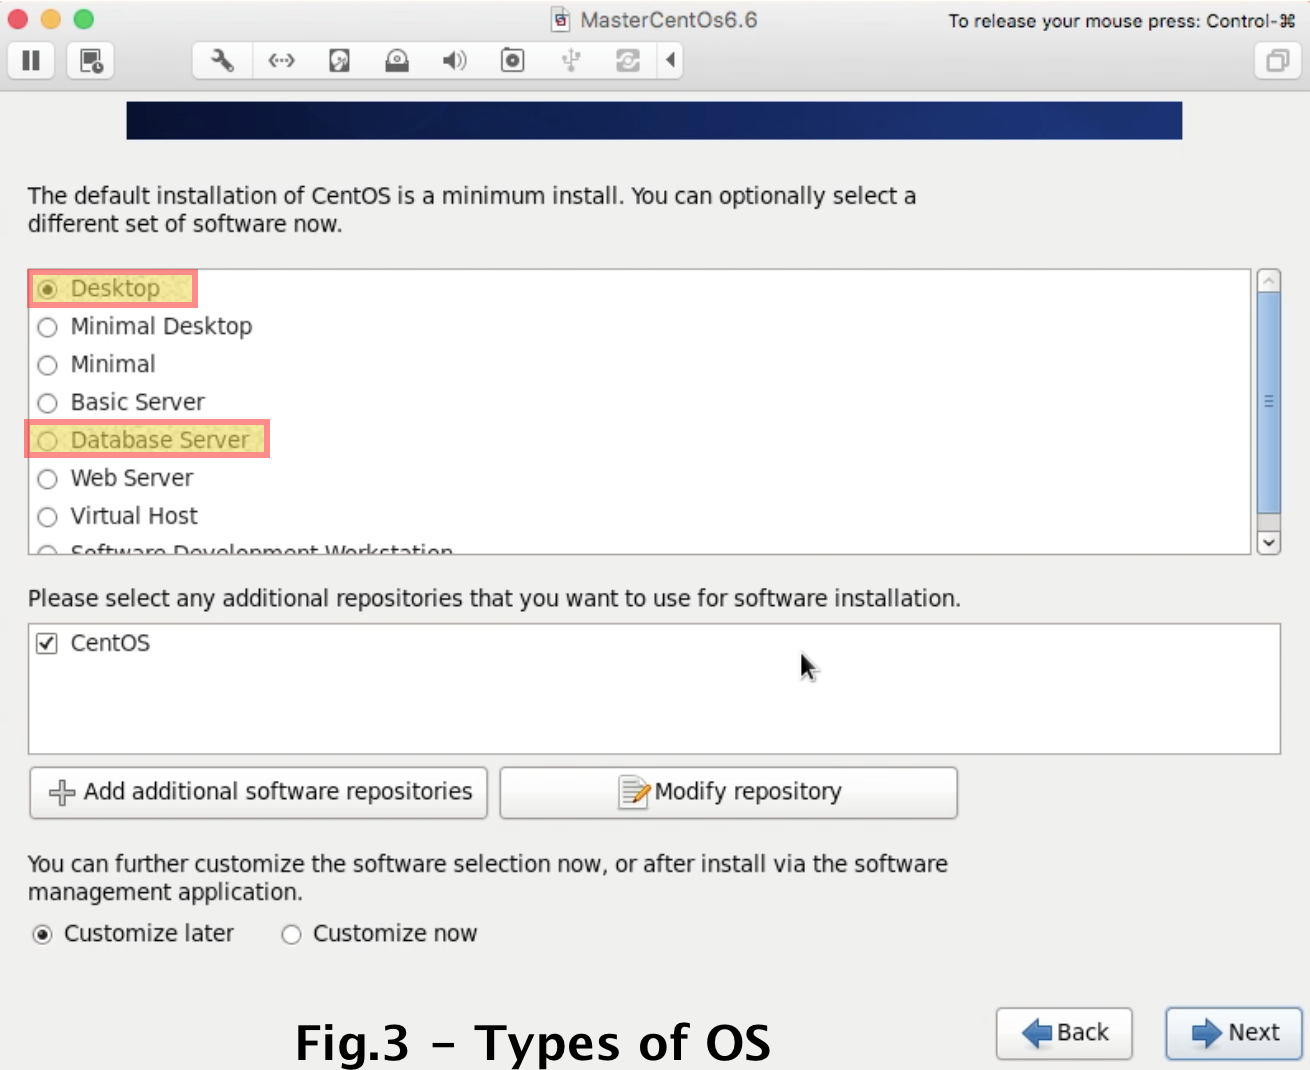 MasterCentOs6.6
To release your mouse press: Control-⌘
The default installation of CentOS is a minimum install. You can optionally select a
different set of software now.
Desktop
Minimal Desktop
Minimal
Basic Server
Database Server
Web Server
Virtual Host
Software Development Workstation
Please select any additional repositories that you want to use for software installation.
CentOS
Add additional software repositories
Modify repository
You can further customize the software selection now, or after install via the software
management application.
Customize later
Customize now
Back
Next
Fig.3 - Types of OS